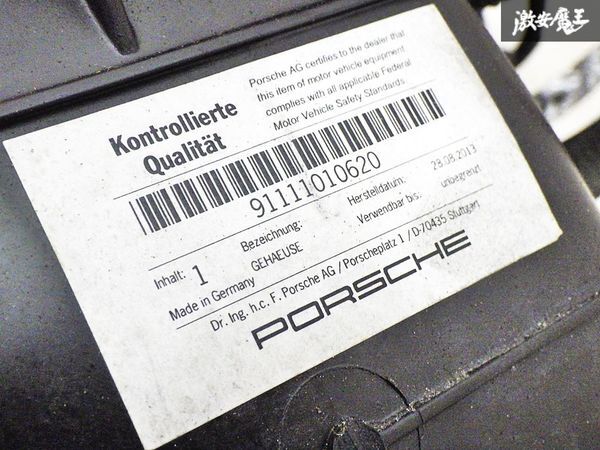 激安魔王
Kontrollierte
Qualität
Porsche AG certifies to the dealer that
this item of motor vehicle equipment
complies with all applicable Federal
Motor Vehicle Safety Standards
91111010620
Inhalt: 1
Bezeichnung:
GEHAEUSE
Herstelldatum: 28.08.2013
Verwendbar bis: unbegrenzt
Made in Germany
Dr. Ing. h.c. F. Porsche AG / Porscheplatz 1 / D-70435 Stuttgart
PORSCHE